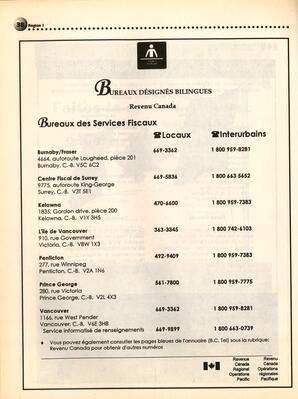 38 Région 1
BUREAUX DÉSIGNÉS BILINGUES
Revenu Canada
Bureaux des Services Fiscaux
☎Locaux ☎Interurbains
Burnaby/Fraser 669-3362 1 800 959-8281
4664, autoroute Lougheed, pièce 201
Burnaby, C.-B. V5C 6C2
Centre Fiscal de Surrey 669-5836 1 800 663 5652
9775, autoroute King-George
Surrey, C.-B. V3T 5E1
Kelowna 470-6600 1 800 959-7383
1835, Gordon drive, pièce 200
Kelowna, C.-B. V1Y 3H5
L'île de Vancouver 363-3345 1 800 742-6103
910, rue Government
Victoria, C.-B. V8W 1X3
Penticton 492-9409 1 800 959-7383
277, rue Winnipeg
Penticton, C.-B. V2A 1N6
Prince George 561-7800 1 800 959-7775
280, rue Victoria
Prince George, C.-B. V2L 4X3
Vancouver 669-3362 1 800 959-8281
1166, rue West Pender
Vancouver, C.-B. V6E 3H8
Service informatisé de renseignements 669-9899 1 800 663-0739
♦ Vous pouvez également consulter les pages bleues de l'annuaire (B.C. Tel) sous la rubrique:
Revenu Canada pour obtenir d'autres numéros
Revenue Revenu
Canada Canada
Regional Opérations
Operations régionales
Pacific Pacifique